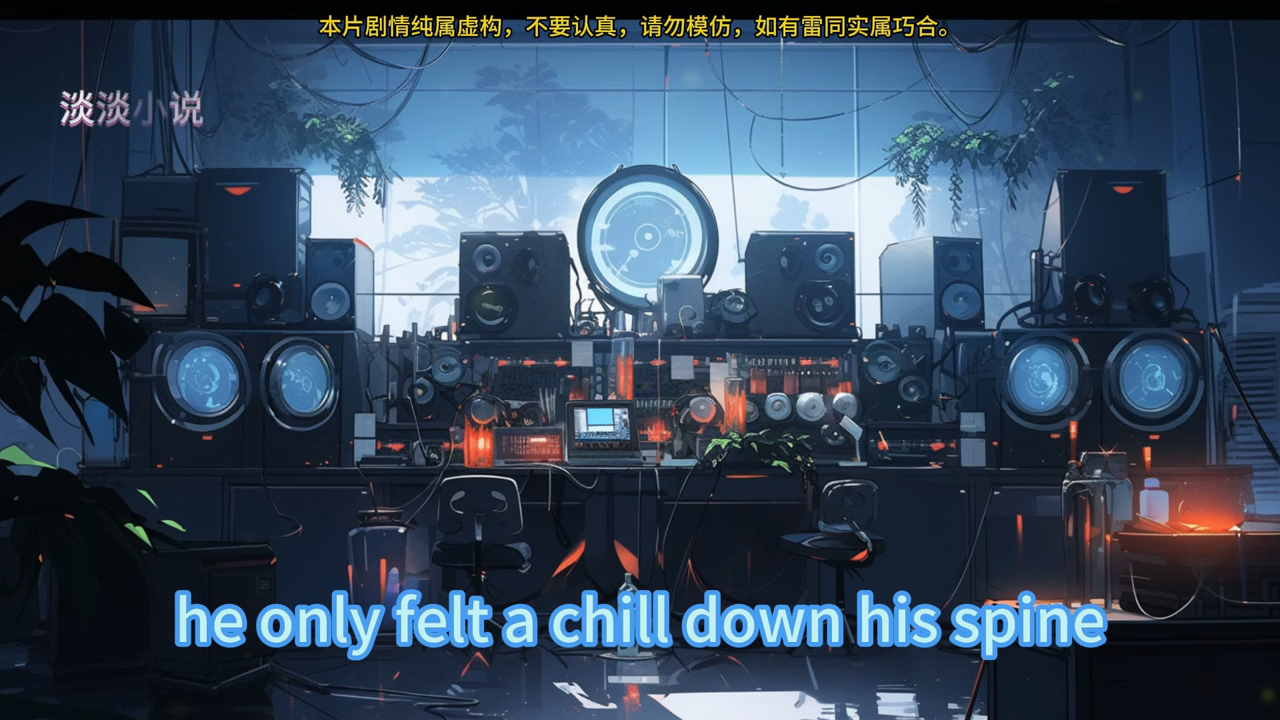 本片剧情纯属虚构，不要认真，请勿模仿，如有雷同实属巧合。
淡淡小说
he only felt a chill down his spine